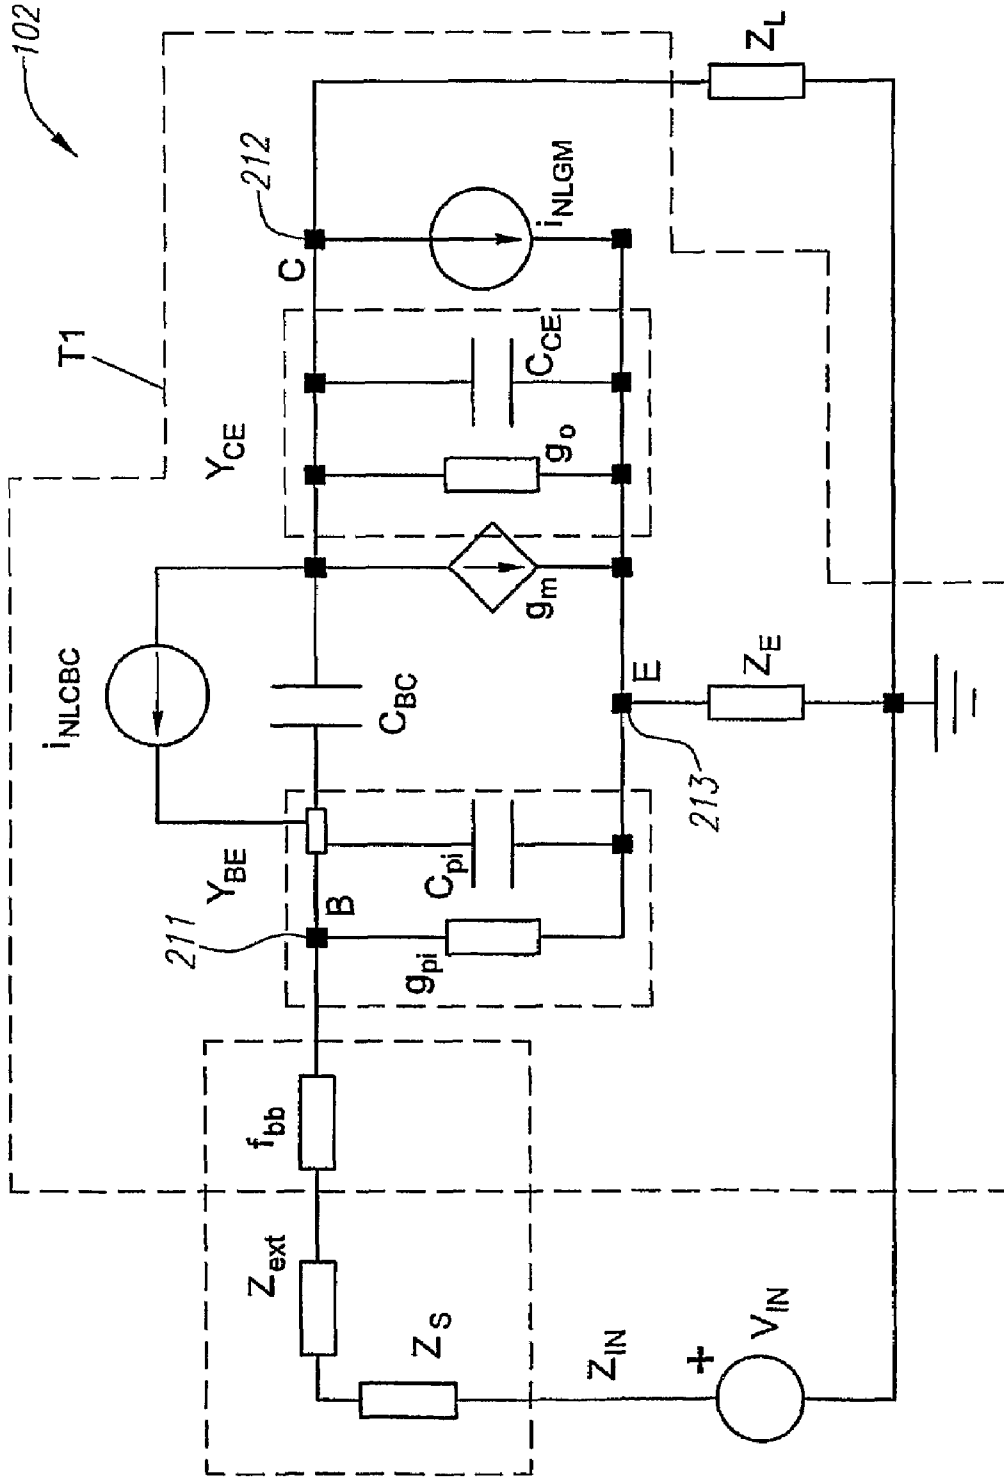 102
T1
212
C
Z_L
i_NLGM
C_CE
Y_CE
g_o
g_m
i_NLCBC
C_BC
E
Z_E
213
Y_BE
B
C_pi
211
g_pi
r_bb
Z_ext
Z_S
Z_IN
+
V_IN